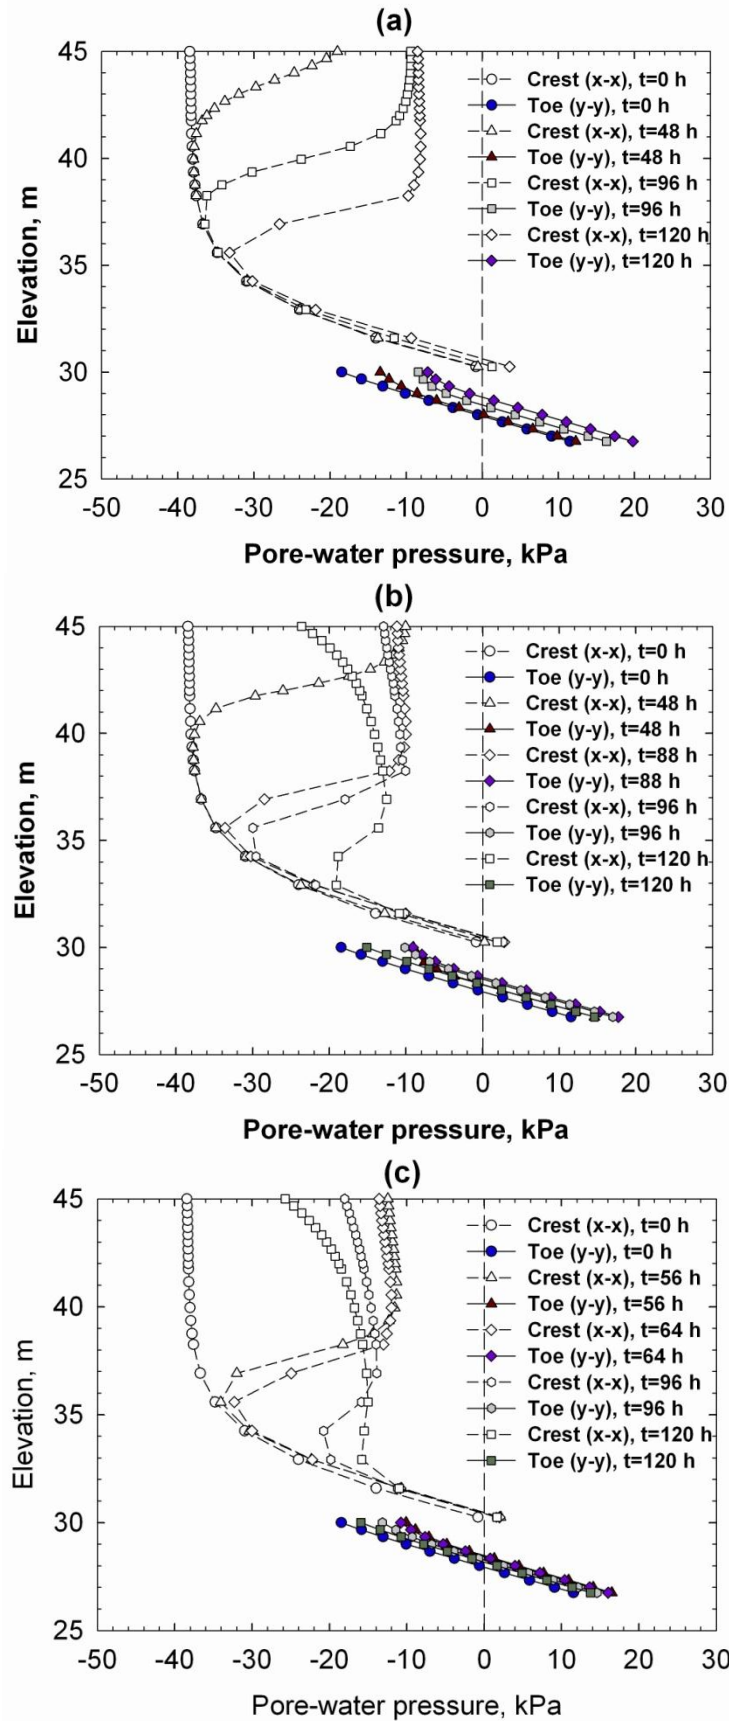 (a)
45
40
35
30
25
Elevation, m
Crest (x-x), t=0 h
Toe (y-y), t=0 h
Crest (x-x), t=48 h
Toe (y-y), t=48 h
Crest (x-x), t=96 h
Toe (y-y), t=96 h
Crest (x-x), t=120 h
Toe (y-y), t=120 h
-50 -40 -30 -20 -10 0 10 20 30
Pore-water pressure, kPa
(b)
45
40
35
30
25
Elevation, m
Crest (x-x), t=0 h
Toe (y-y), t=0 h
Crest (x-x), t=48 h
Toe (y-y), t=48 h
Crest (x-x), t=88 h
Toe (y-y), t=88 h
Crest (x-x), t=96 h
Toe (y-y), t=96 h
Crest (x-x), t=120 h
Toe (y-y), t=120 h
-50 -40 -30 -20 -10 0 10 20 30
Pore-water pressure, kPa
(c)
45
40
35
30
25
Elevation, m
Crest (x-x), t=0 h
Toe (y-y), t=0 h
Crest (x-x), t=56 h
Toe (y-y), t=56 h
Crest (x-x), t=64 h
Toe (y-y), t=64 h
Crest (x-x), t=96 h
Toe (y-y), t=96 h
Crest (x-x), t=120 h
Toe (y-y), t=120 h
-50 -40 -30 -20 -10 0 10 20 30
Pore-water pressure, kPa